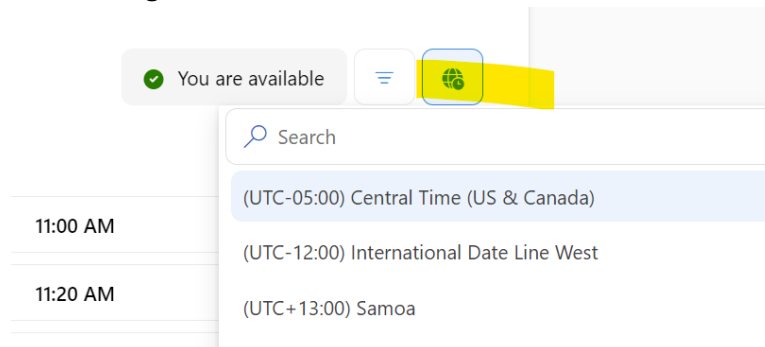 You are available
Search
(UTC-05:00) Central Time (US & Canada)
11:00 AM
(UTC-12:00) International Date Line West
11:20 AM
(UTC+13:00) Samoa